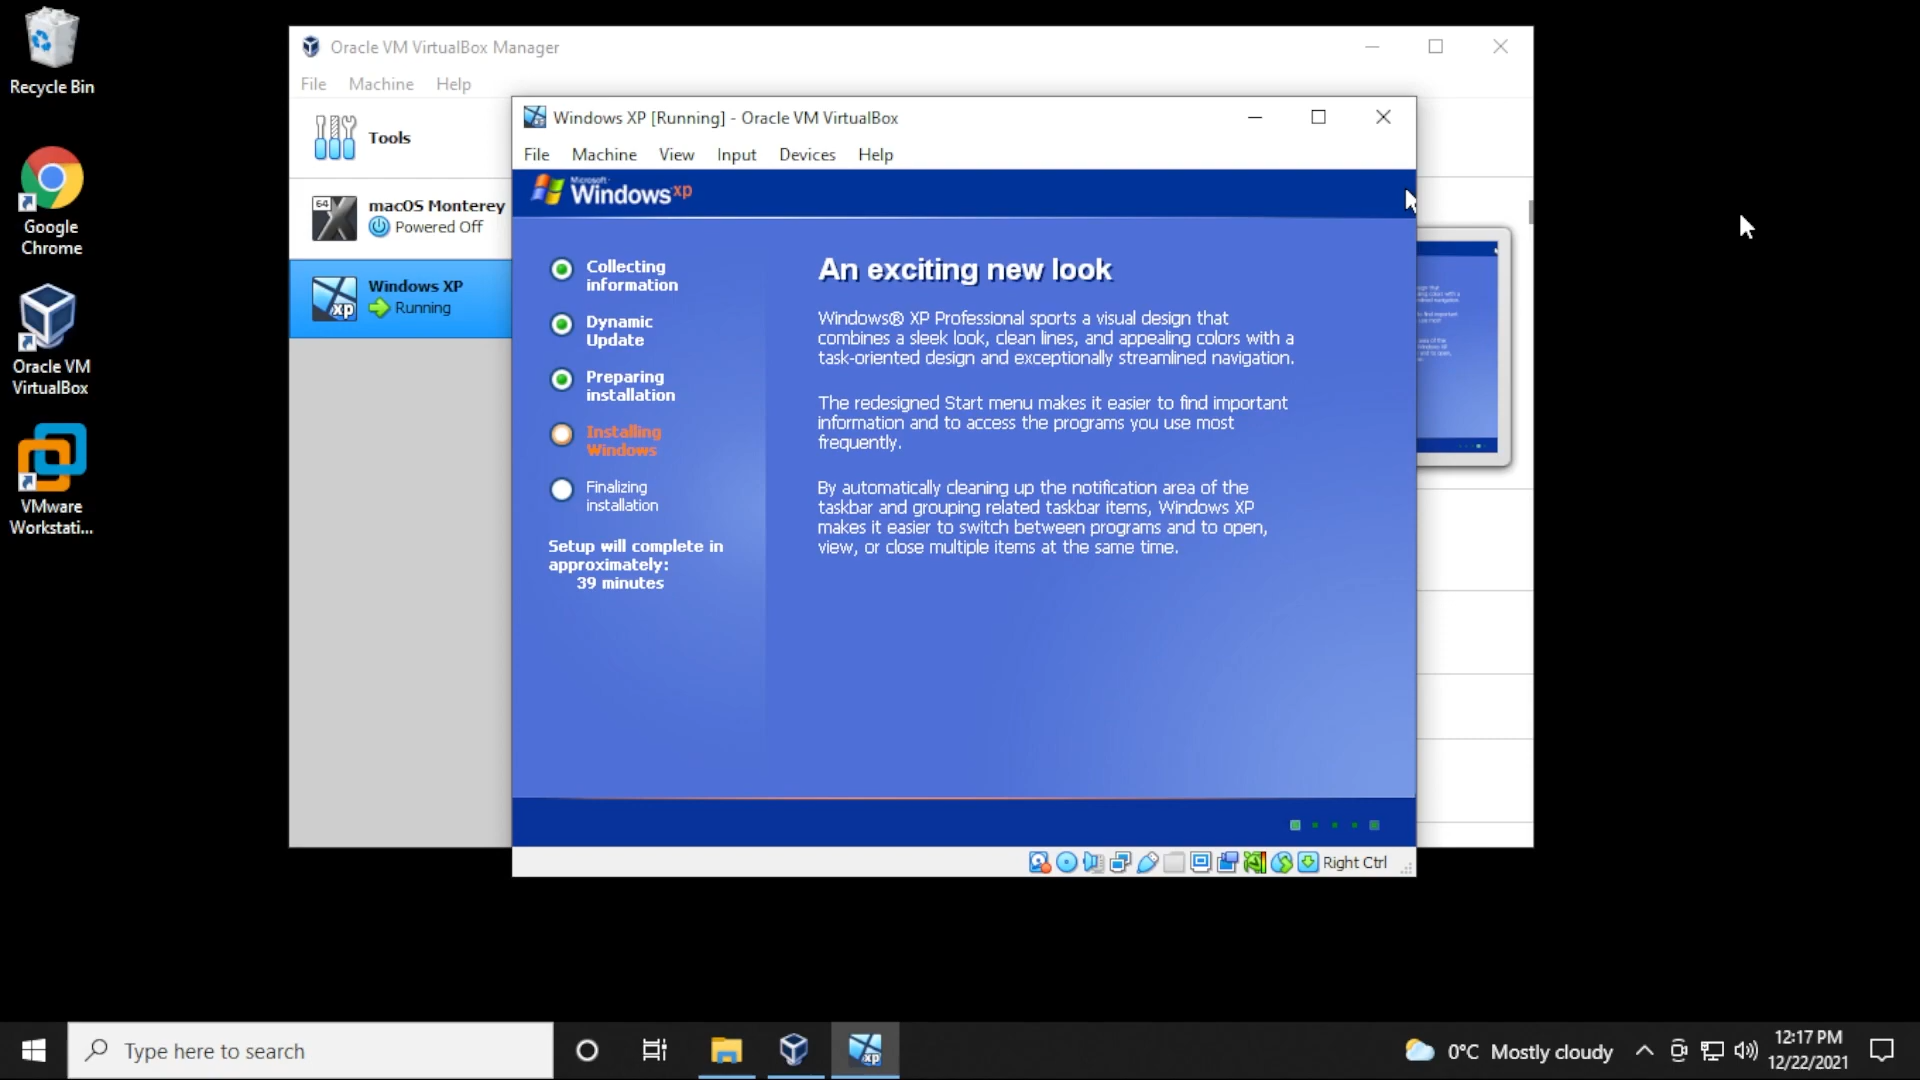 Recycle Bin
Google
Chrome
Oracle VM
VirtualBox
VMware
Workstati...
Oracle VM VirtualBox Manager
File Machine Help
Tools
64
macOS Monterey
Powered Off
xp
Windows XP
Running
Windows XP [Running] - Oracle VM VirtualBox
File Machine View Input Devices Help
Microsoft
Windows xp
Collecting
information
Dynamic
Update
Preparing
installation
Installing
Windows
Finalizing
installation
Setup will complete in
approximately:
39 minutes
An exciting new look
Windows® XP Professional sports a visual design that
combines a sleek look, clean lines, and appealing colors with a
task-oriented design and exceptionally streamlined navigation.
The redesigned Start menu makes it easier to find important
information and to access the programs you use most
frequently.
By automatically cleaning up the notification area of the
taskbar and grouping related taskbar items, Windows XP
makes it easier to switch between programs and to open,
view, or close multiple items at the same time.
Right Ctrl
Type here to search
xp
0°C Mostly cloudy
12:17 PM
12/22/2021